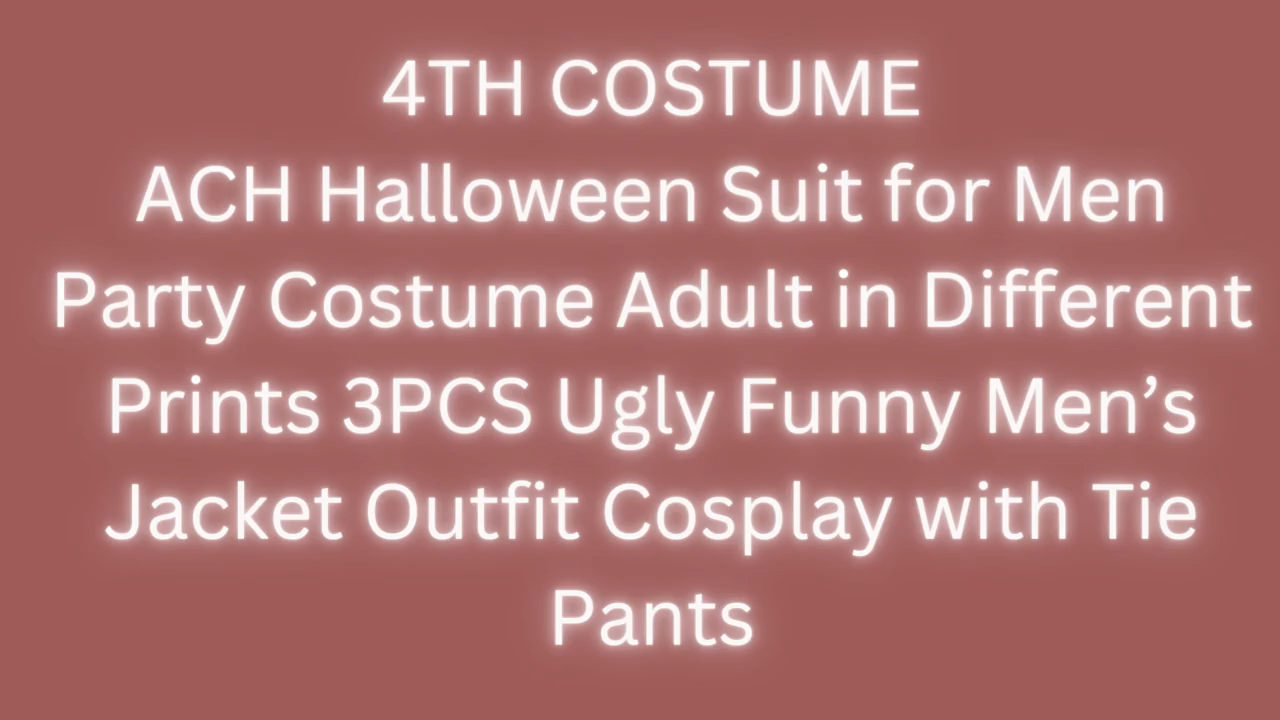 4TH COSTUME
ACH Halloween Suit for Men
Party Costume Adult in Different
Prints 3PCS Ugly Funny Men’s
Jacket Outfit Cosplay with Tie
Pants